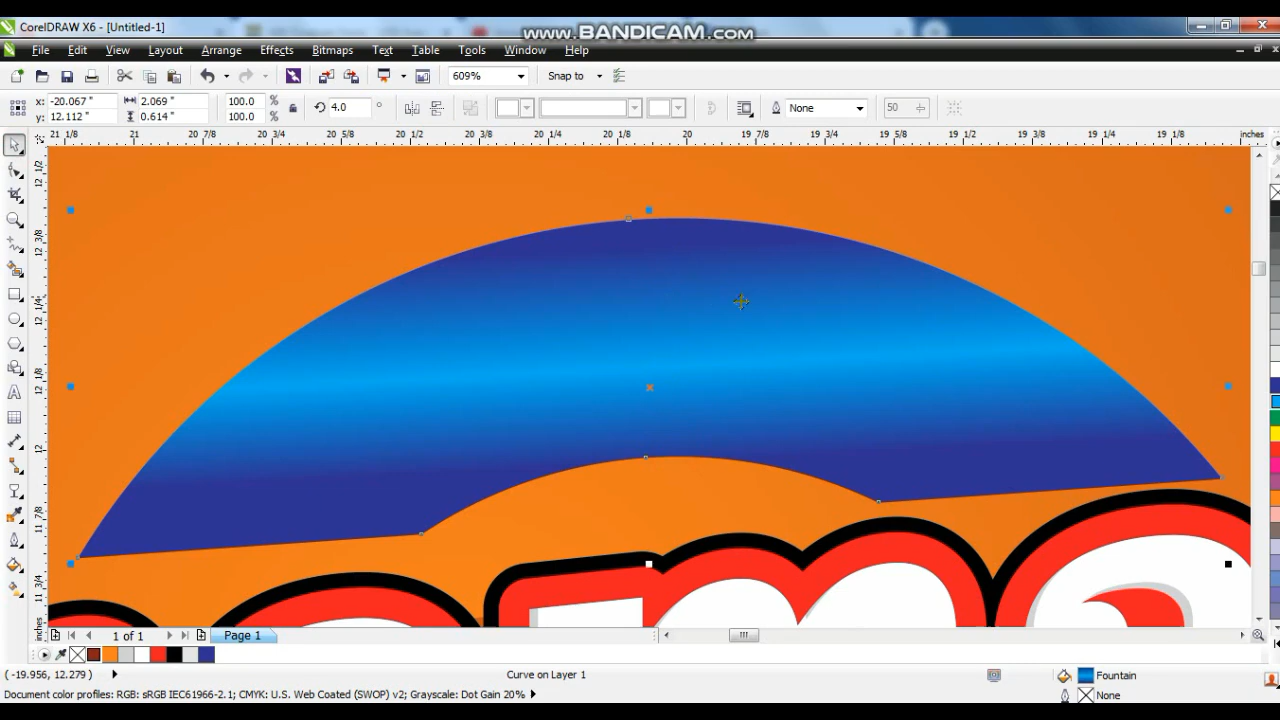 CorelDRAW X6 - [Untitled-1]
www.BANDICAM.com
File Edit View Layout Arrange Effects Bitmaps Text Table Tools Window Help
609% Snap to
x: -20.067 " 2.069 " 100.0 % 4.0 ° None 50
y: 12.112 " 0.614 " 100.0 %
21 1/8 21 20 7/8 20 3/4 20 5/8 20 1/2 20 3/8 20 1/4 20 1/8 20 19 7/8 19 3/4 19 5/8 19 1/2 19 3/8 19 1/4 19 1/8 inches
12 1/2
12 3/8
12 1/4
12 1/8
12
11 7/8
11 3/4
inches
1 of 1 Page 1
( -19.956, 12.279 ) Curve on Layer 1 Fountain
Document color profiles: RGB: sRGB IEC61966-2.1; CMYK: U.S. Web Coated (SWOP) v2; Grayscale: Dot Gain 20% None